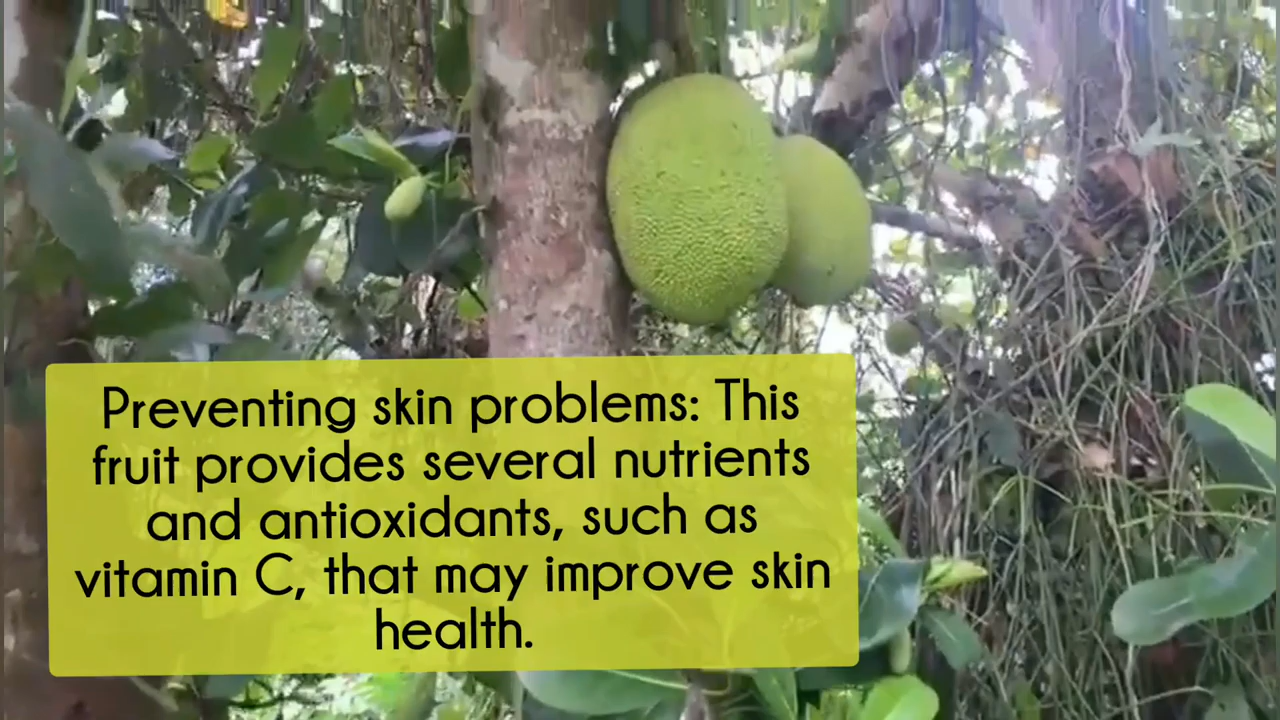 Preventing skin problems: This
fruit provides several nutrients
and antioxidants, such as
vitamin C, that may improve skin
health.